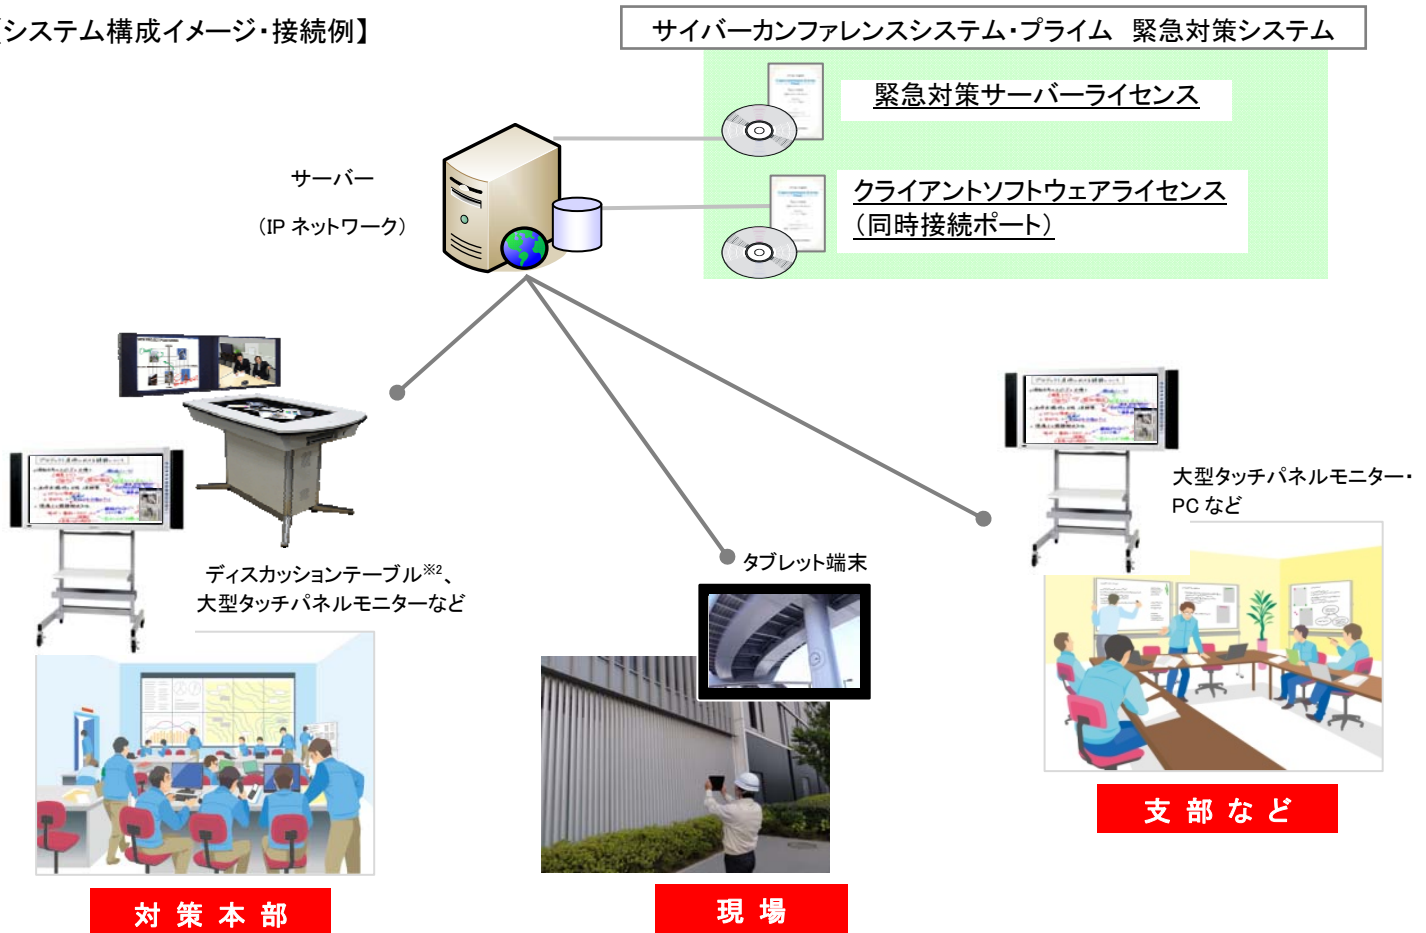 【システム構成イメージ・接続例】
サイバーカンファレンスシステム・プライム 緊急対策システム
緊急対策サーバーライセンス
クライアントソフトウェアライセンス
（同時接続ポート）
サーバー
（IP ネットワーク）
大型タッチパネルモニター・
PC など
ディスカッションテーブル※2、
大型タッチパネルモニターなど
タブレット端末
支部など
対策本部
現場